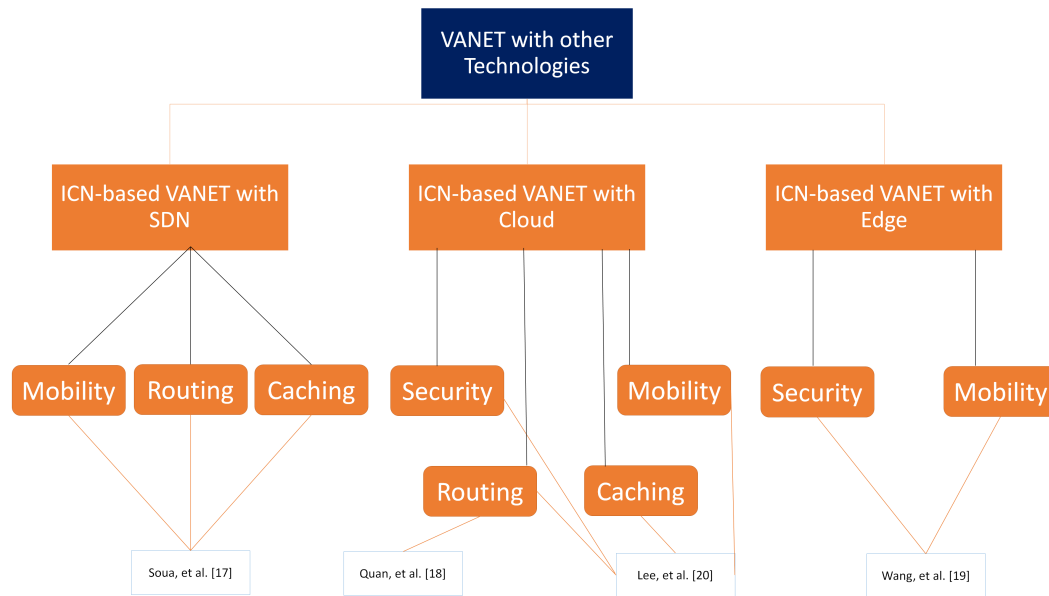 VANET with other
Technologies
ICN-based VANET with
SDN
ICN-based VANET with
Cloud
ICN-based VANET with
Edge
Mobility
Routing
Caching
Security
Mobility
Security
Mobility
Routing
Caching
Soua, et al. [17]
Quan, et al. [18]
Lee, et al. [20]
Wang, et al. [19]